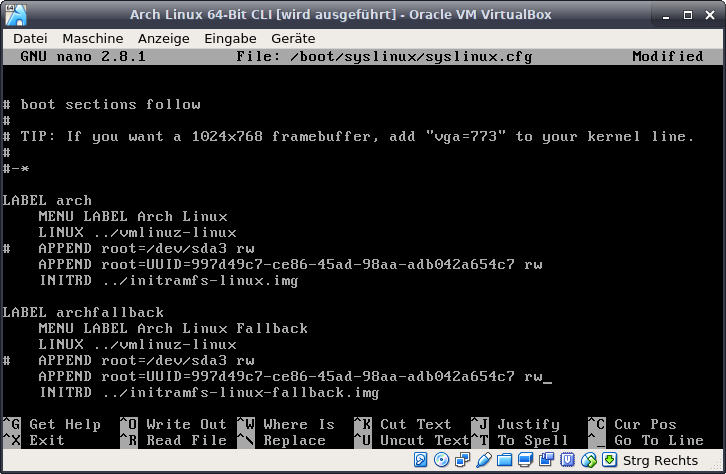 Arch Linux 64-Bit CLI [wird ausgeführt] - Oracle VM VirtualBox
Datei Maschine Anzeige Eingabe Geräte
GNU nano 2.8.1 File: /boot/syslinux/syslinux.cfg Modified
# boot sections follow
#
# TIP: If you want a 1024x768 framebuffer, add "vga=773" to your kernel line.
#
#-*
LABEL arch
    MENU LABEL Arch Linux
    LINUX ../vmlinuz-linux
#   APPEND root=/dev/sda3 rw
    APPEND root=UUID=997d49c7-ce86-45ad-98aa-adb042a654c7 rw
    INITRD ../initramfs-linux.img
LABEL archfallback
    MENU LABEL Arch Linux Fallback
    LINUX ../vmlinuz-linux
#   APPEND root=/dev/sda3 rw
    APPEND root=UUID=997d49c7-ce86-45ad-98aa-adb042a654c7 rw_
    INITRD ../initramfs-linux-fallback.img
^G Get Help ^O Write Out ^W Where Is ^K Cut Text ^J Justify ^C Cur Pos
^X Exit ^R Read File ^\ Replace ^U Uncut Text ^T To Spell ^_ Go To Line
Strg Rechts